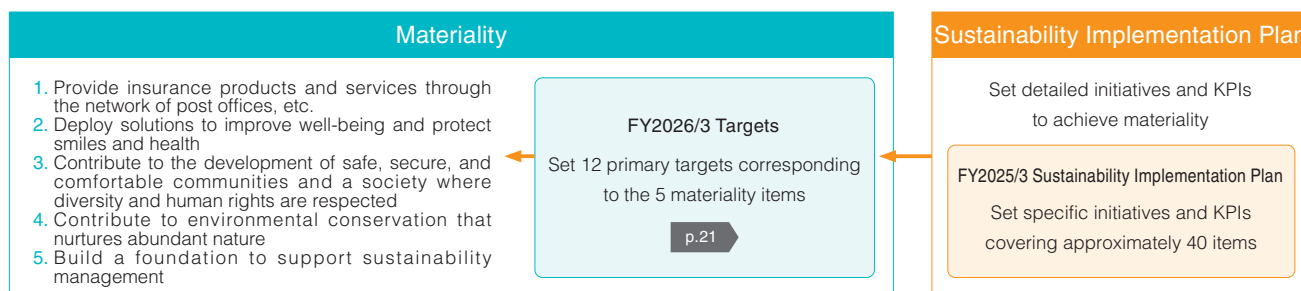 Materiality
1. Provide insurance products and services through
the network of post offices, etc.
2. Deploy solutions to improve well-being and protect
smiles and health
3. Contribute to the development of safe, secure, and
comfortable communities and a society where
diversity and human rights are respected
4. Contribute to environmental conservation that
nurtures abundant nature
5. Build a foundation to support sustainability
management
FY2026/3 Targets
Set 12 primary targets corresponding
to the 5 materiality items
p.21
Sustainability Implementation Plan
Set detailed initiatives and KPIs
to achieve materiality
FY2025/3 Sustainability Implementation Plan
Set specific initiatives and KPIs
covering approximately 40 items